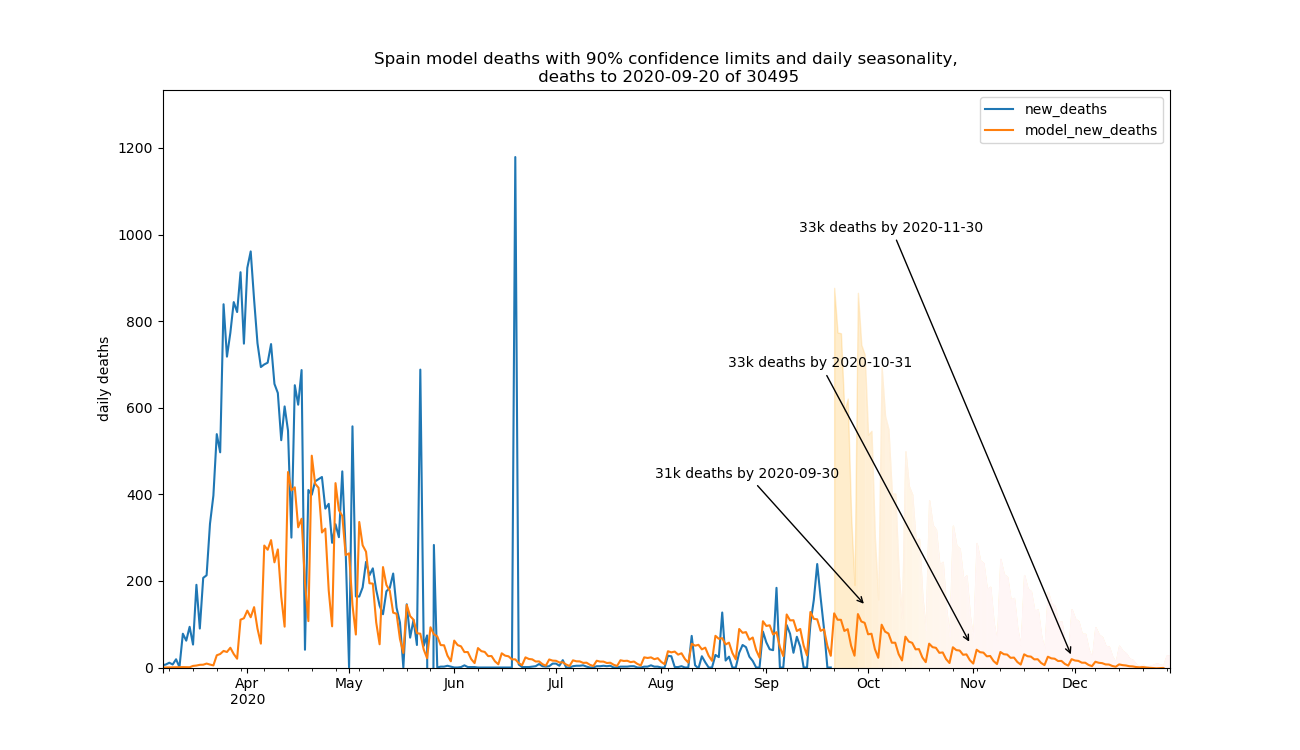 Spain model deaths with 90% confidence limits and daily seasonality,
deaths to 2020-09-20 of 30495
new_deaths
model_new_deaths
1200
1000
800
600
400
200
0
daily deaths
33k deaths by 2020-11-30
33k deaths by 2020-10-31
31k deaths by 2020-09-30
Apr
2020
May
Jun
Jul
Aug
Sep
Oct
Nov
Dec